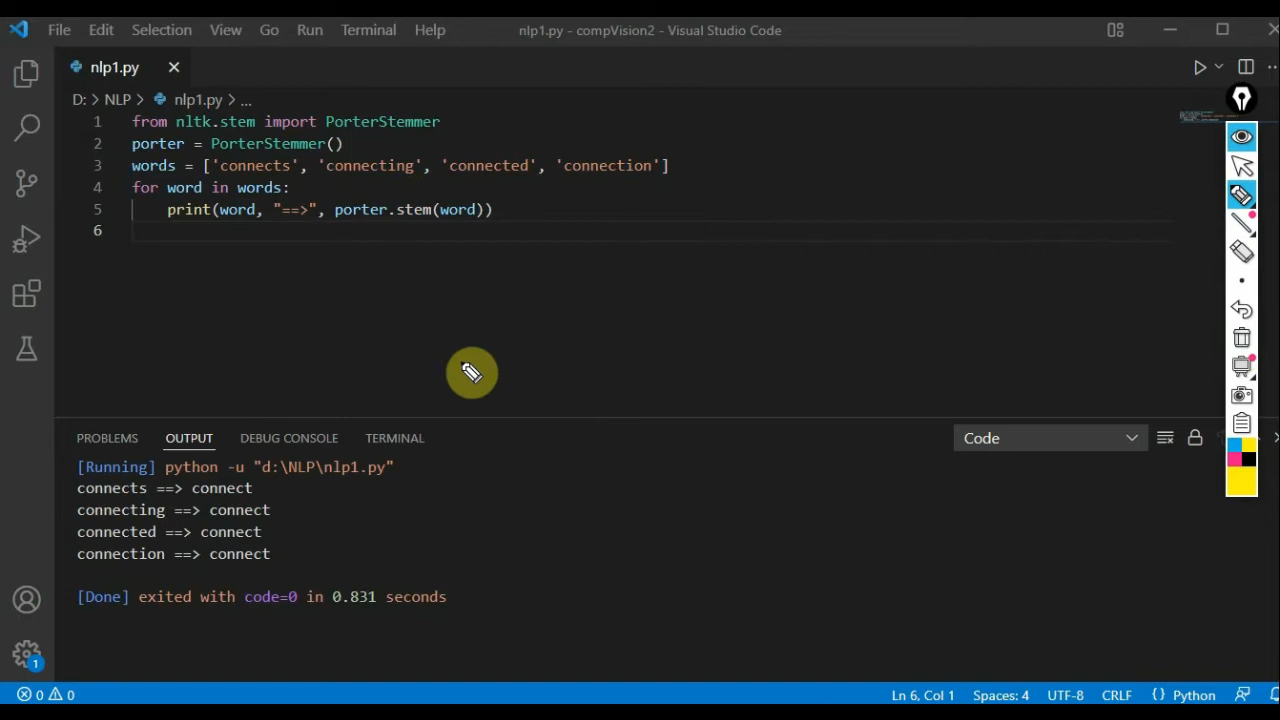 File Edit Selection View Go Run Terminal Help nlp1.py - compVision2 - Visual Studio Code
nlp1.py
D: > NLP > nlp1.py > ...
1 from nltk.stem import PorterStemmer
2 porter = PorterStemmer()
3 words = ['connects', 'connecting', 'connected', 'connection']
4 for word in words:
5     print(word, "==>", porter.stem(word))
6
PROBLEMS OUTPUT DEBUG CONSOLE TERMINAL Code
[Running] python -u "d:\NLP\nlp1.py"
connects ==> connect
connecting ==> connect
connected ==> connect
connection ==> connect
[Done] exited with code=0 in 0.831 seconds
1
0 0 Ln 6, Col 1 Spaces: 4 UTF-8 CRLF Python